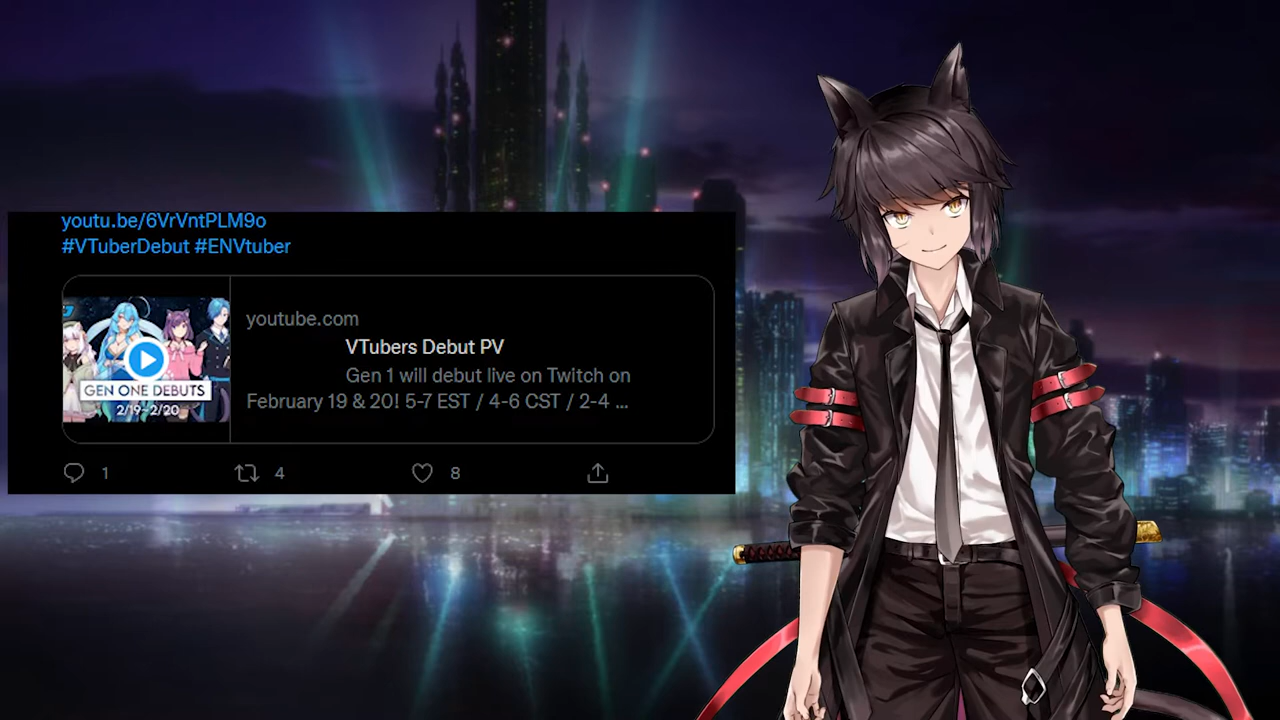 youtu.be/6VrVntPLM9o
#VTuberDebut #ENVtuber
youtube.com
VTubers Debut PV
Gen 1 will debut live on Twitch on
February 19 & 20! 5-7 EST / 4-6 CST / 2-4 ...
GEN ONE DEBUTS
2/19-2/20
1 4 8